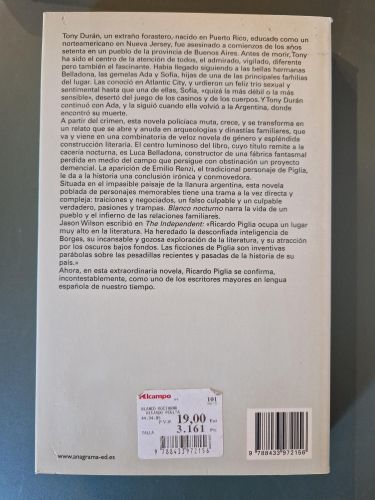 Tony Durán, un extraño forastero, nacido en Puerto Rico, educado como un
norteamericano en Nueva Jersey, fue asesinado a comienzos de los años
setenta en un pueblo de la provincia de Buenos Aires. Antes de morir, Tony
ha sido el centro de la atención de todos, el admirado, vigilado, diferente
pero también el fascinante. Había llegado siguiendo a las bellas hermanas
Belladona, las gemelas Ada y Sofía, hijas de una de las principales familias
del lugar. Las conoció en Atlantic City, y urdieron un feliz trío sexual y
sentimental hasta que una de ellas, Sofía, «quizá la más débil o la más
sensible», desertó del juego de los casinos y de los cuerpos. Y Tony Durán
continuó con Ada, y la siguió cuando ella volvió a la Argentina, donde
encontró su muerte.
A partir del crimen, esta novela policíaca muta, crece, y se transforma en
un relato que se abre y anuda en arqueologías y dinastías familiares, que
va y viene en una combinatoria de veloz novela de género y espléndida
construcción literaria. El centro luminoso del libro, cuyo título remite a la
cacería nocturna, es Luca Belladona, constructor de una fábrica fantasmal
perdida en medio del campo que persigue con obstinación un proyecto
demencial. La aparición de Emilio Renzi, el tradicional personaje de Piglia,
le da a la historia una conclusión irónica y conmovedora.
Situada en el impasible paisaje de la llanura argentina, esta novela
poblada de personajes memorables tiene una trama a la vez directa y
compleja: traiciones y negociados, un falso culpable y un culpable
verdadero, pasiones y trampas. Blanco nocturno narra la vida de un
pueblo y el infierno de las relaciones familiares.
Jason Wilson escribió en The Independent: «Ricardo Piglia ocupa un lugar
muy alto en la literatura. Ha heredado la desconfiada inteligencia de
Borges, su incansable y gozosa exploración de la literatura, y su atracción
por los oscuros bajos fondos. Las ficciones de Piglia son inventivas
parábolas sobre las pesadillas recientes y pasadas de la historia de su
país.»
Ahora, en esta extraordinaria novela, Ricardo Piglia se confirma,
incontestablemente, como uno de los escritores mayores en lengua
española de nuestro tiempo.
Alcampo
101
BLANCO NOCTURNO
RICARDO PIGLIA
P.V.P. 19,00 Eur
3.161 Pts
TALLA
9 788433 972156
www.anagrama-ed.es
9 788433 972156